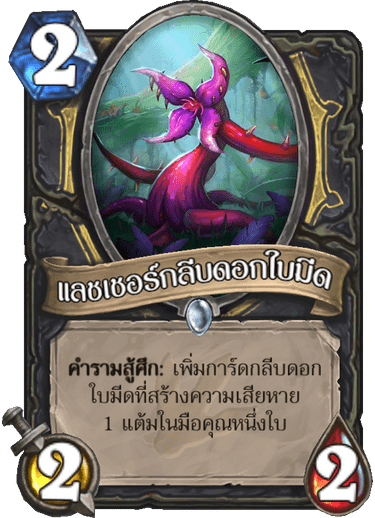 2
แลชเชอร์กลีบดอกใบมีด
คำรามสู้ศึก: เพิ่มการ์ดกลีบดอก
ใบมีดที่สร้างความเสียหาย
1 แต้มในมือคุณหนึ่งใบ
2
2